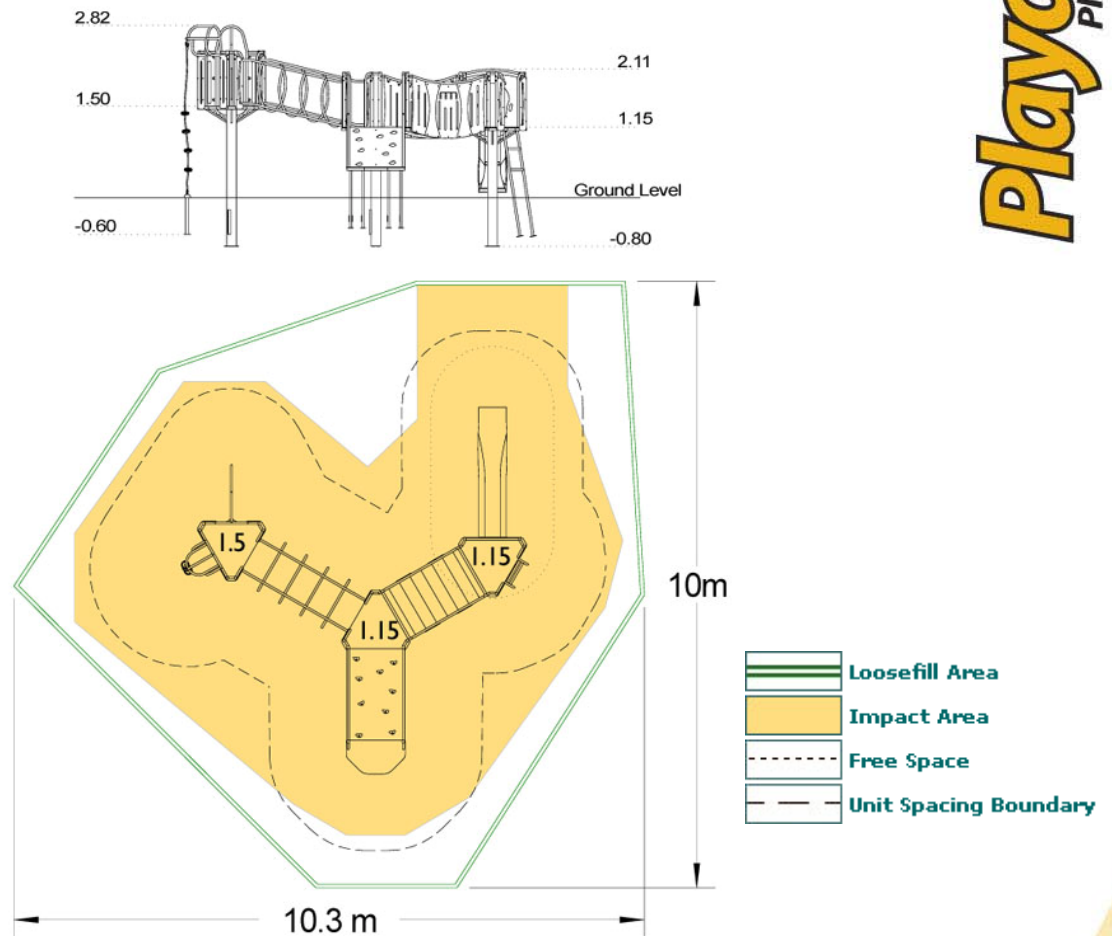 2.82
2.11
1.50
1.15
Ground Level
-0.60
-0.80
1.5
1.15
1.15
10m
10.3 m
Loosefill Area
Impact Area
Free Space
Unit Spacing Boundary